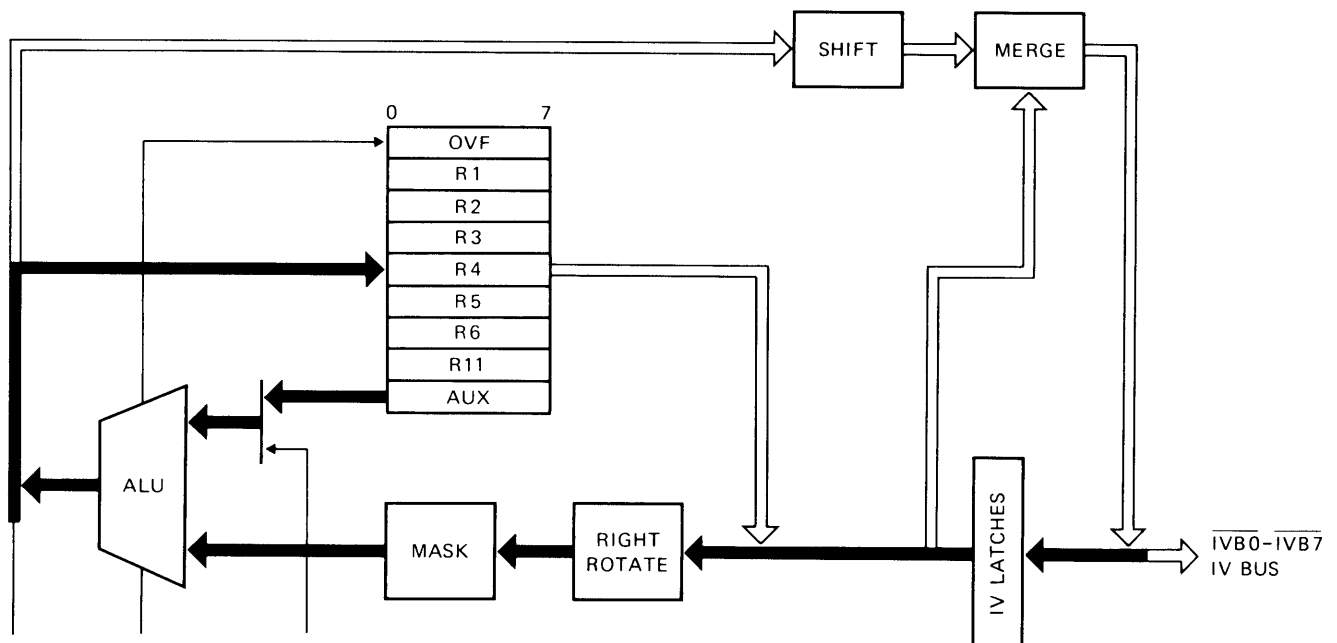 SHIFT
MERGE
0 7
OVF
R1
R2
R3
R4
R5
R6
R11
AUX
ALU
MASK
RIGHT
ROTATE
IV LATCHES
IVB0–IVB7
IV BUS